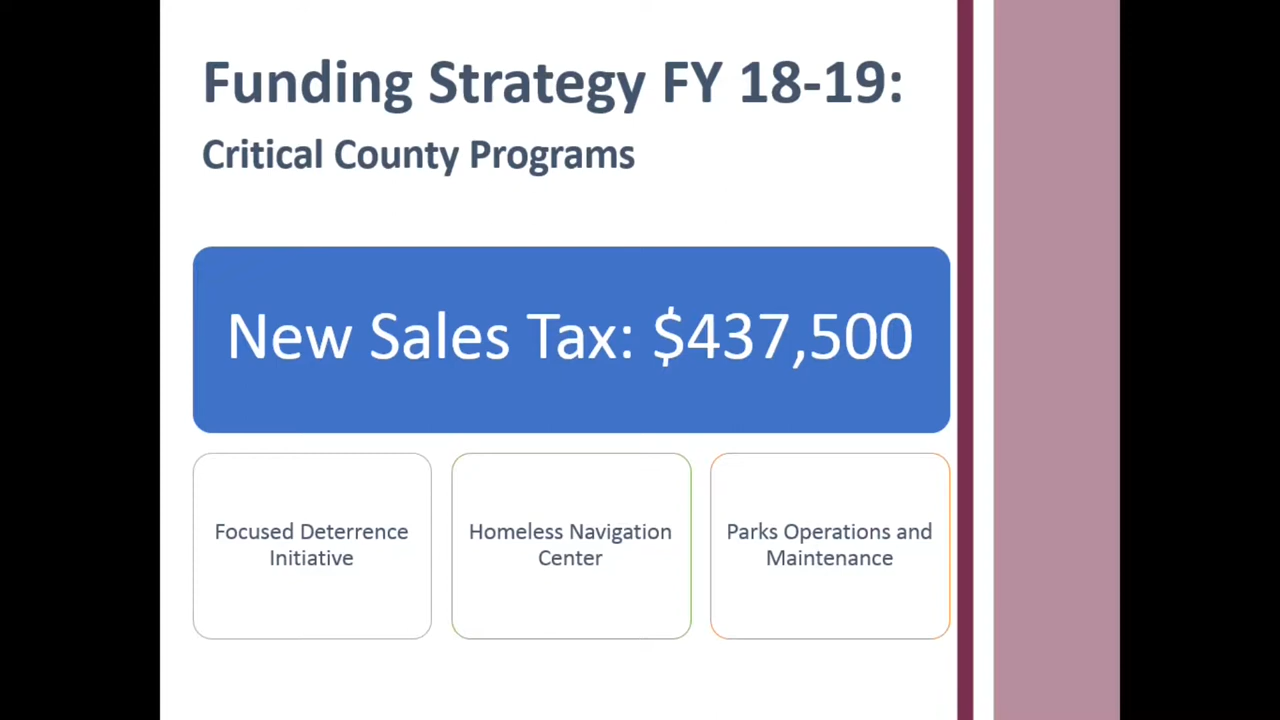 Funding Strategy FY 18-19:
Critical County Programs
New Sales Tax: $437,500
Focused Deterrence
Initiative
Homeless Navigation
Center
Parks Operations and
Maintenance